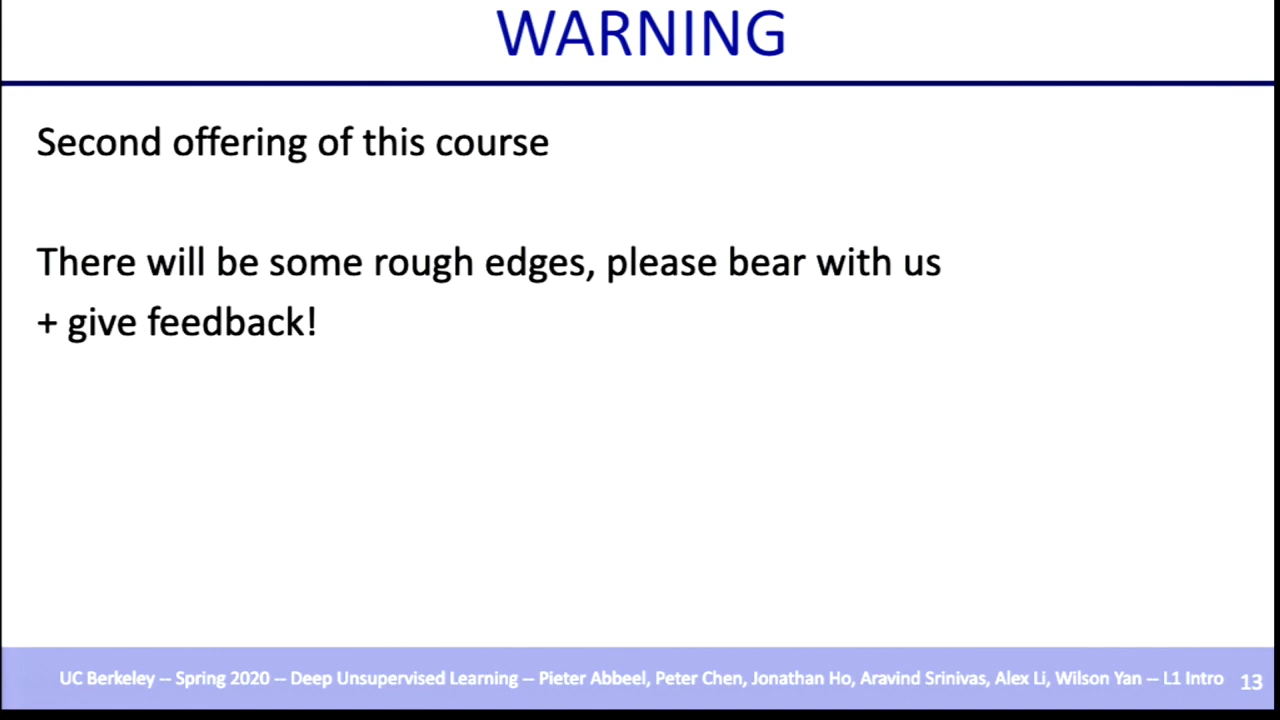 WARNING
Second offering of this course
There will be some rough edges, please bear with us
+ give feedback!
UC Berkeley -- Spring 2020 -- Deep Unsupervised Learning -- Pieter Abbeel, Peter Chen, Jonathan Ho, Aravind Srinivas, Alex Li, Wilson Yan -- L1 Intro 13